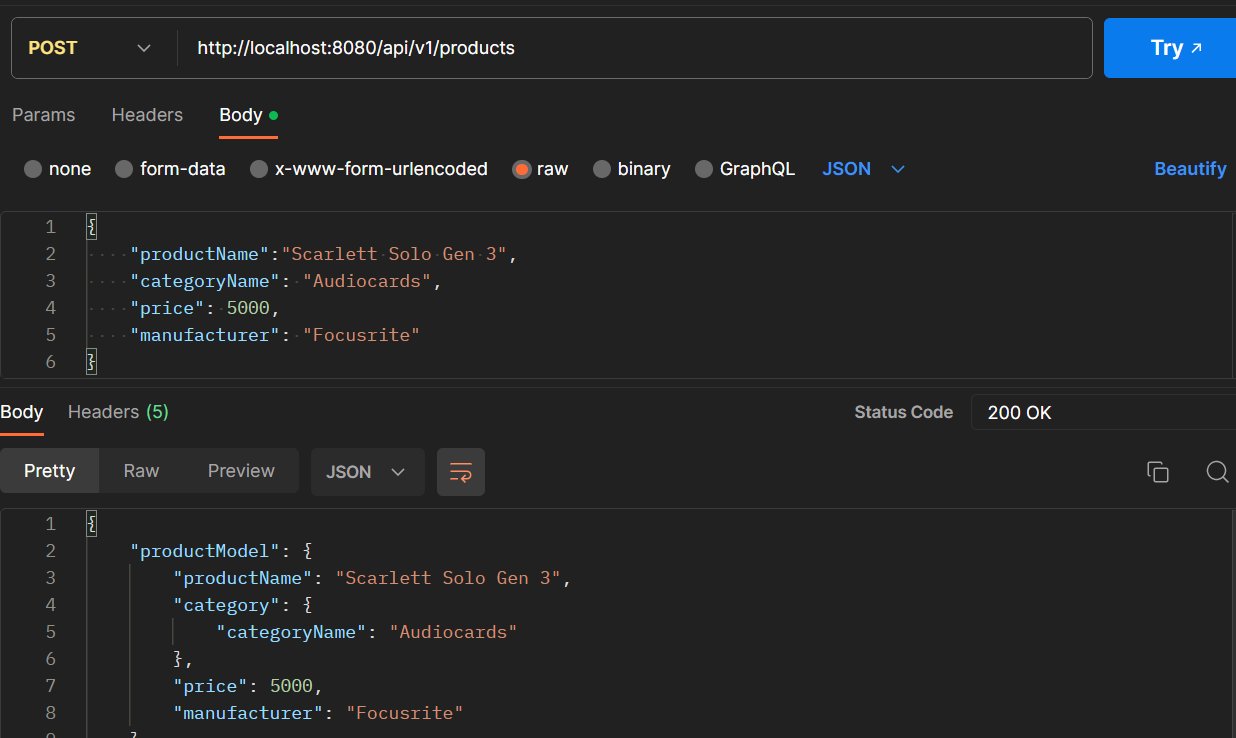 POST http://localhost:8080/api/v1/products Try ↗
Params Headers Body
none form-data x-www-form-urlencoded raw binary GraphQL JSON Beautify
1 {
2 "productName":"Scarlett Solo Gen 3",
3 "categoryName": "Audiocards",
4 "price": 5000,
5 "manufacturer": "Focusrite"
6 }
Body Headers (5) Status Code 200 OK
Pretty Raw Preview JSON
1 {
2 "productModel": {
3 "productName": "Scarlett Solo Gen 3",
4 "category": {
5 "categoryName": "Audiocards"
6 },
7 "price": 5000,
8 "manufacturer": "Focusrite"